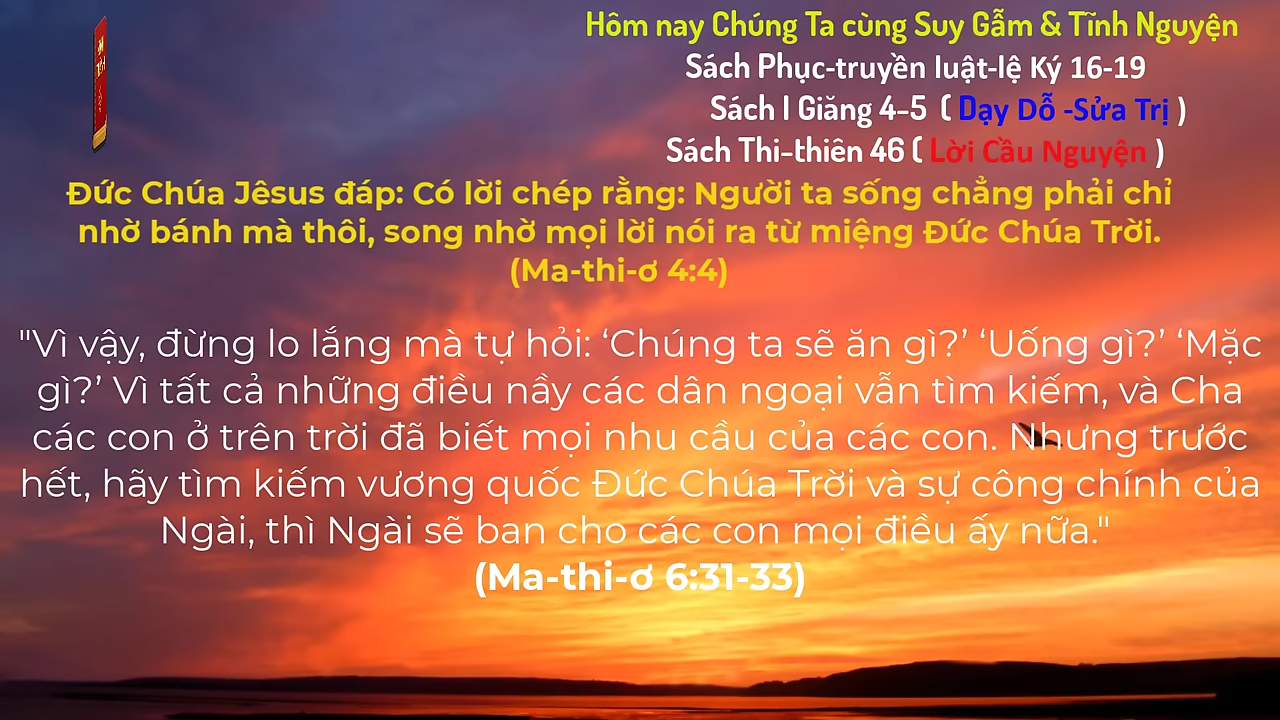 Hôm nay Chúng Ta cùng Suy Gẫm & Tĩnh Nguyện
Sách Phục-truyền luật-lệ Ký 16-19
Sách I Giăng 4-5 ( Dạy Dỗ -Sửa Trị )
Sách Thi-thiên 46 ( Lời Cầu Nguyện )
Đức Chúa Jêsus đáp: Có lời chép rằng: Người ta sống chẳng phải chỉ
nhờ bánh mà thôi, song nhờ mọi lời nói ra từ miệng Đức Chúa Trời.
(Ma-thi-ơ 4:4)
"Vì vậy, đừng lo lắng mà tự hỏi: ‘Chúng ta sẽ ăn gì?’ ‘Uống gì?’ ‘Mặc
gì?’ Vì tất cả những điều nầy các dân ngoại vẫn tìm kiếm, và Cha
các con ở trên trời đã biết mọi nhu cầu của các con. Nhưng trước
hết, hãy tìm kiếm vương quốc Đức Chúa Trời và sự công chính của
Ngài, thì Ngài sẽ ban cho các con mọi điều ấy nữa."
(Ma-thi-ơ 6:31-33)